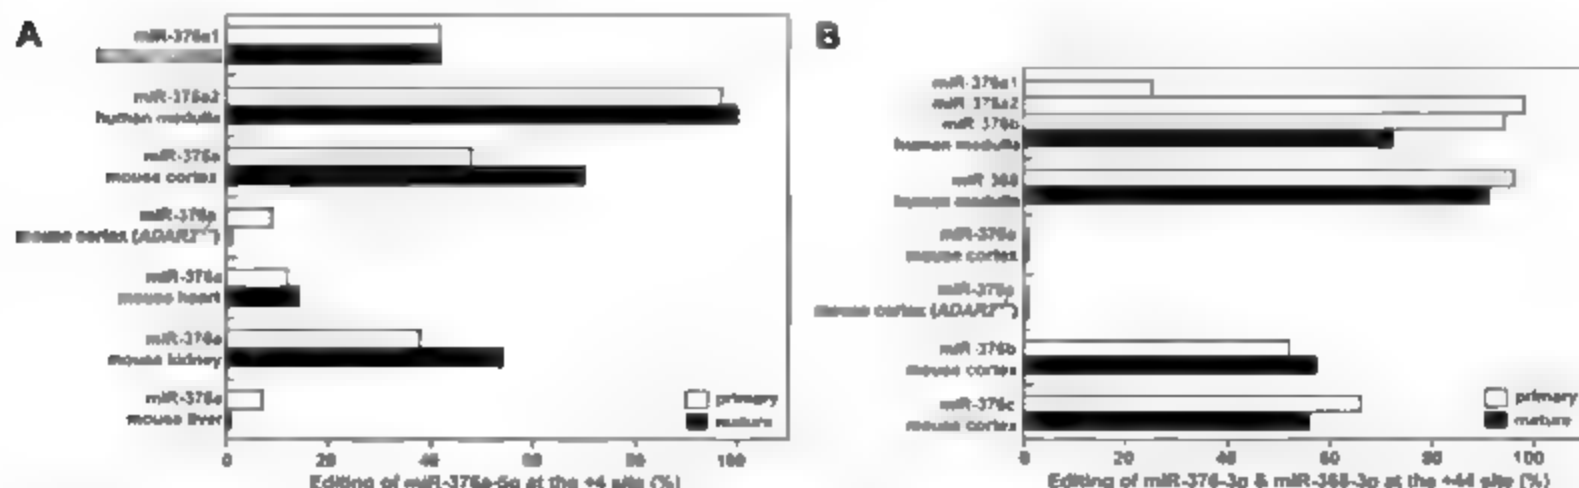 A
miR-376a1
miR-376a2
human medulla
miR-376a
mouse cortex
miR-376a
mouse cortex (ADAR2-/-)
miR-376a
mouse heart
miR-376a
mouse kidney
miR-376a
mouse liver
primary
mature
0 20 40 60 80 100
Editing of miR-376a-5p at the +4 site (%)
B
miR-376a1
miR-376a2
miR-376b
human medulla
miR-368
human medulla
miR-376a
mouse cortex
miR-376a
mouse cortex (ADAR2-/-)
miR-376b
mouse cortex
miR-376c
mouse cortex
primary
mature
0 20 40 60 80 100
Editing of miR-376-3p & miR-368-3p at the +44 site (%)